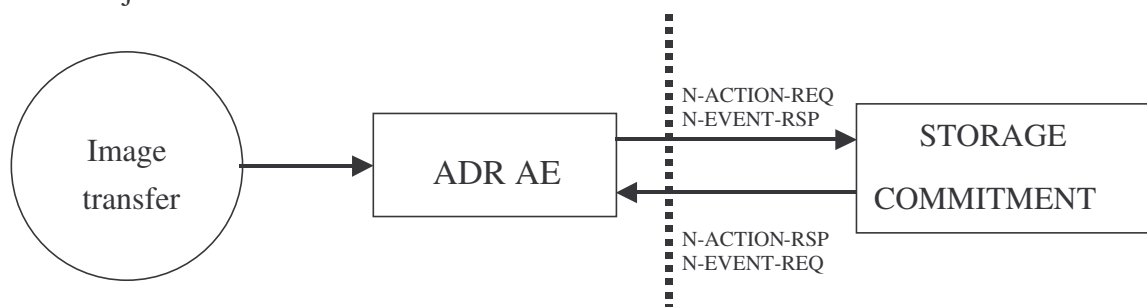 Image
transfer
ADR AE
N-ACTION-REQ
N-EVENT-RSP
N-ACTION-RSP
N-EVENT-REQ
STORAGE
COMMITMENT